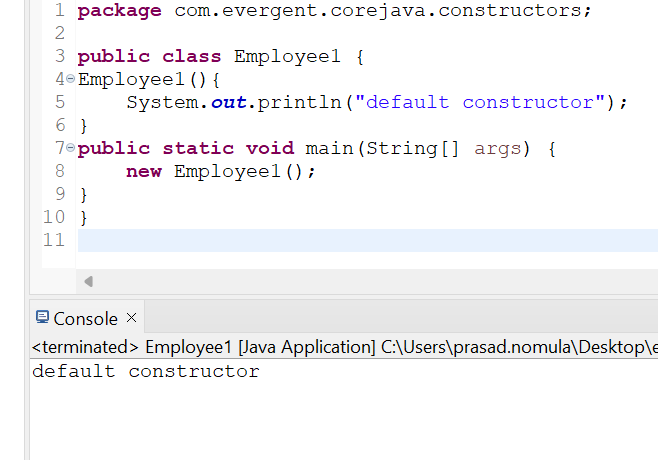 1 package com.evergent.corejava.constructors;
2
3 public class Employee1 {
4 Employee1(){
5     System.out.println("default constructor");
6 }
7 public static void main(String[] args) {
8     new Employee1();
9 }
10 }
11
Console ×
<terminated> Employee1 [Java Application] C:\Users\prasad.nomula\Desktop\e
default constructor